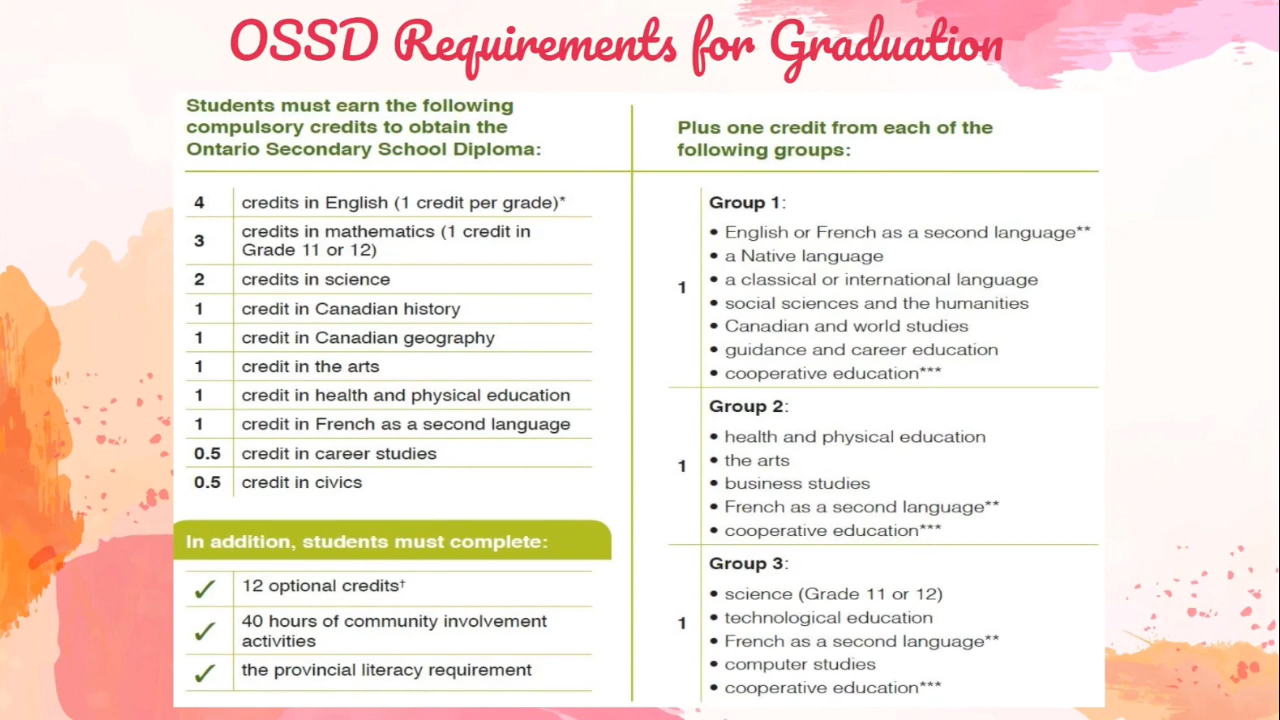 OSSD Requirements for Graduation
Students must earn the following
compulsory credits to obtain the
Ontario Secondary School Diploma:
4 credits in English (1 credit per grade)*
3 credits in mathematics (1 credit in
Grade 11 or 12)
2 credits in science
1 credit in Canadian history
1 credit in Canadian geography
1 credit in the arts
1 credit in health and physical education
1 credit in French as a second language
0.5 credit in career studies
0.5 credit in civics
In addition, students must complete:
✓ 12 optional credits†
✓ 40 hours of community involvement
activities
✓ the provincial literacy requirement
Plus one credit from each of the
following groups:
1
Group 1:
• English or French as a second language**
• a Native language
• a classical or international language
• social sciences and the humanities
• Canadian and world studies
• guidance and career education
• cooperative education***
1
Group 2:
• health and physical education
• the arts
• business studies
• French as a second language**
• cooperative education***
1
Group 3:
• science (Grade 11 or 12)
• technological education
• French as a second language**
• computer studies
• cooperative education***